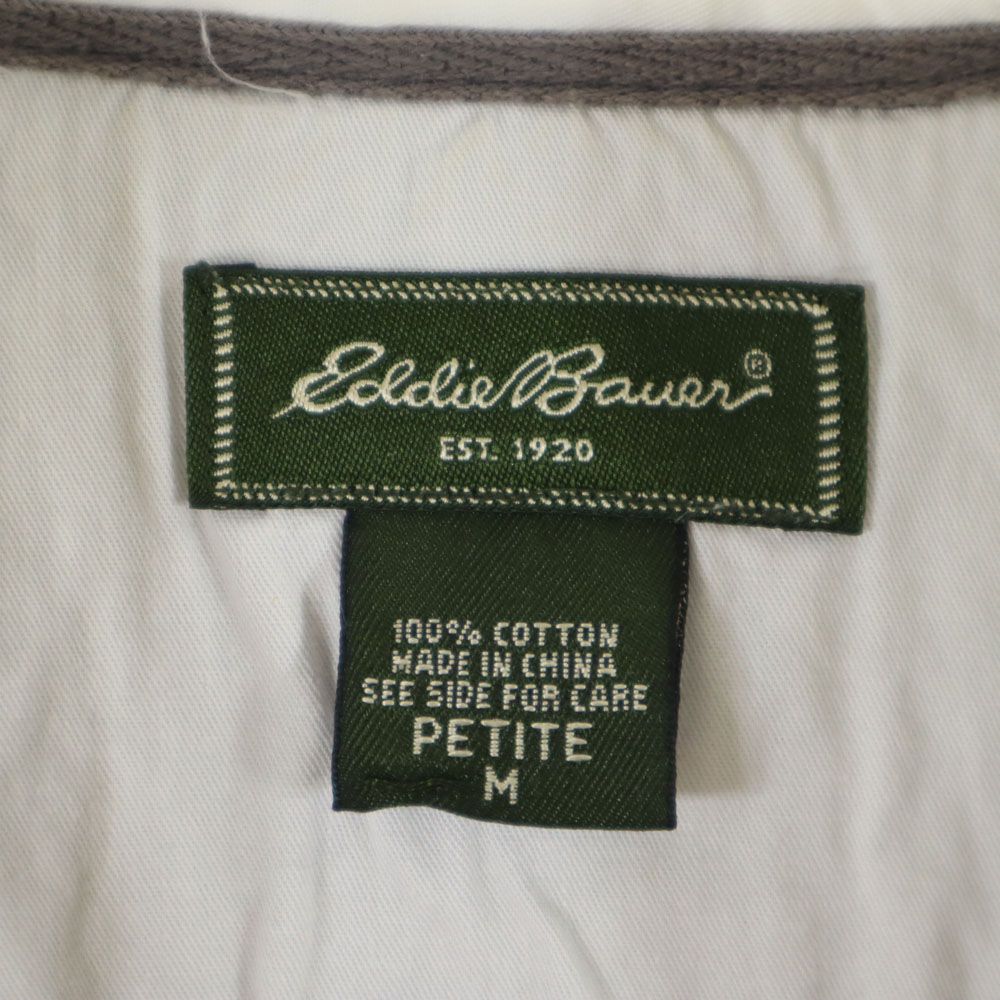 Eddie Bauer®
EST. 1920
100% COTTON
MADE IN CHINA
SEE SIDE FOR CARE
PETITE
M